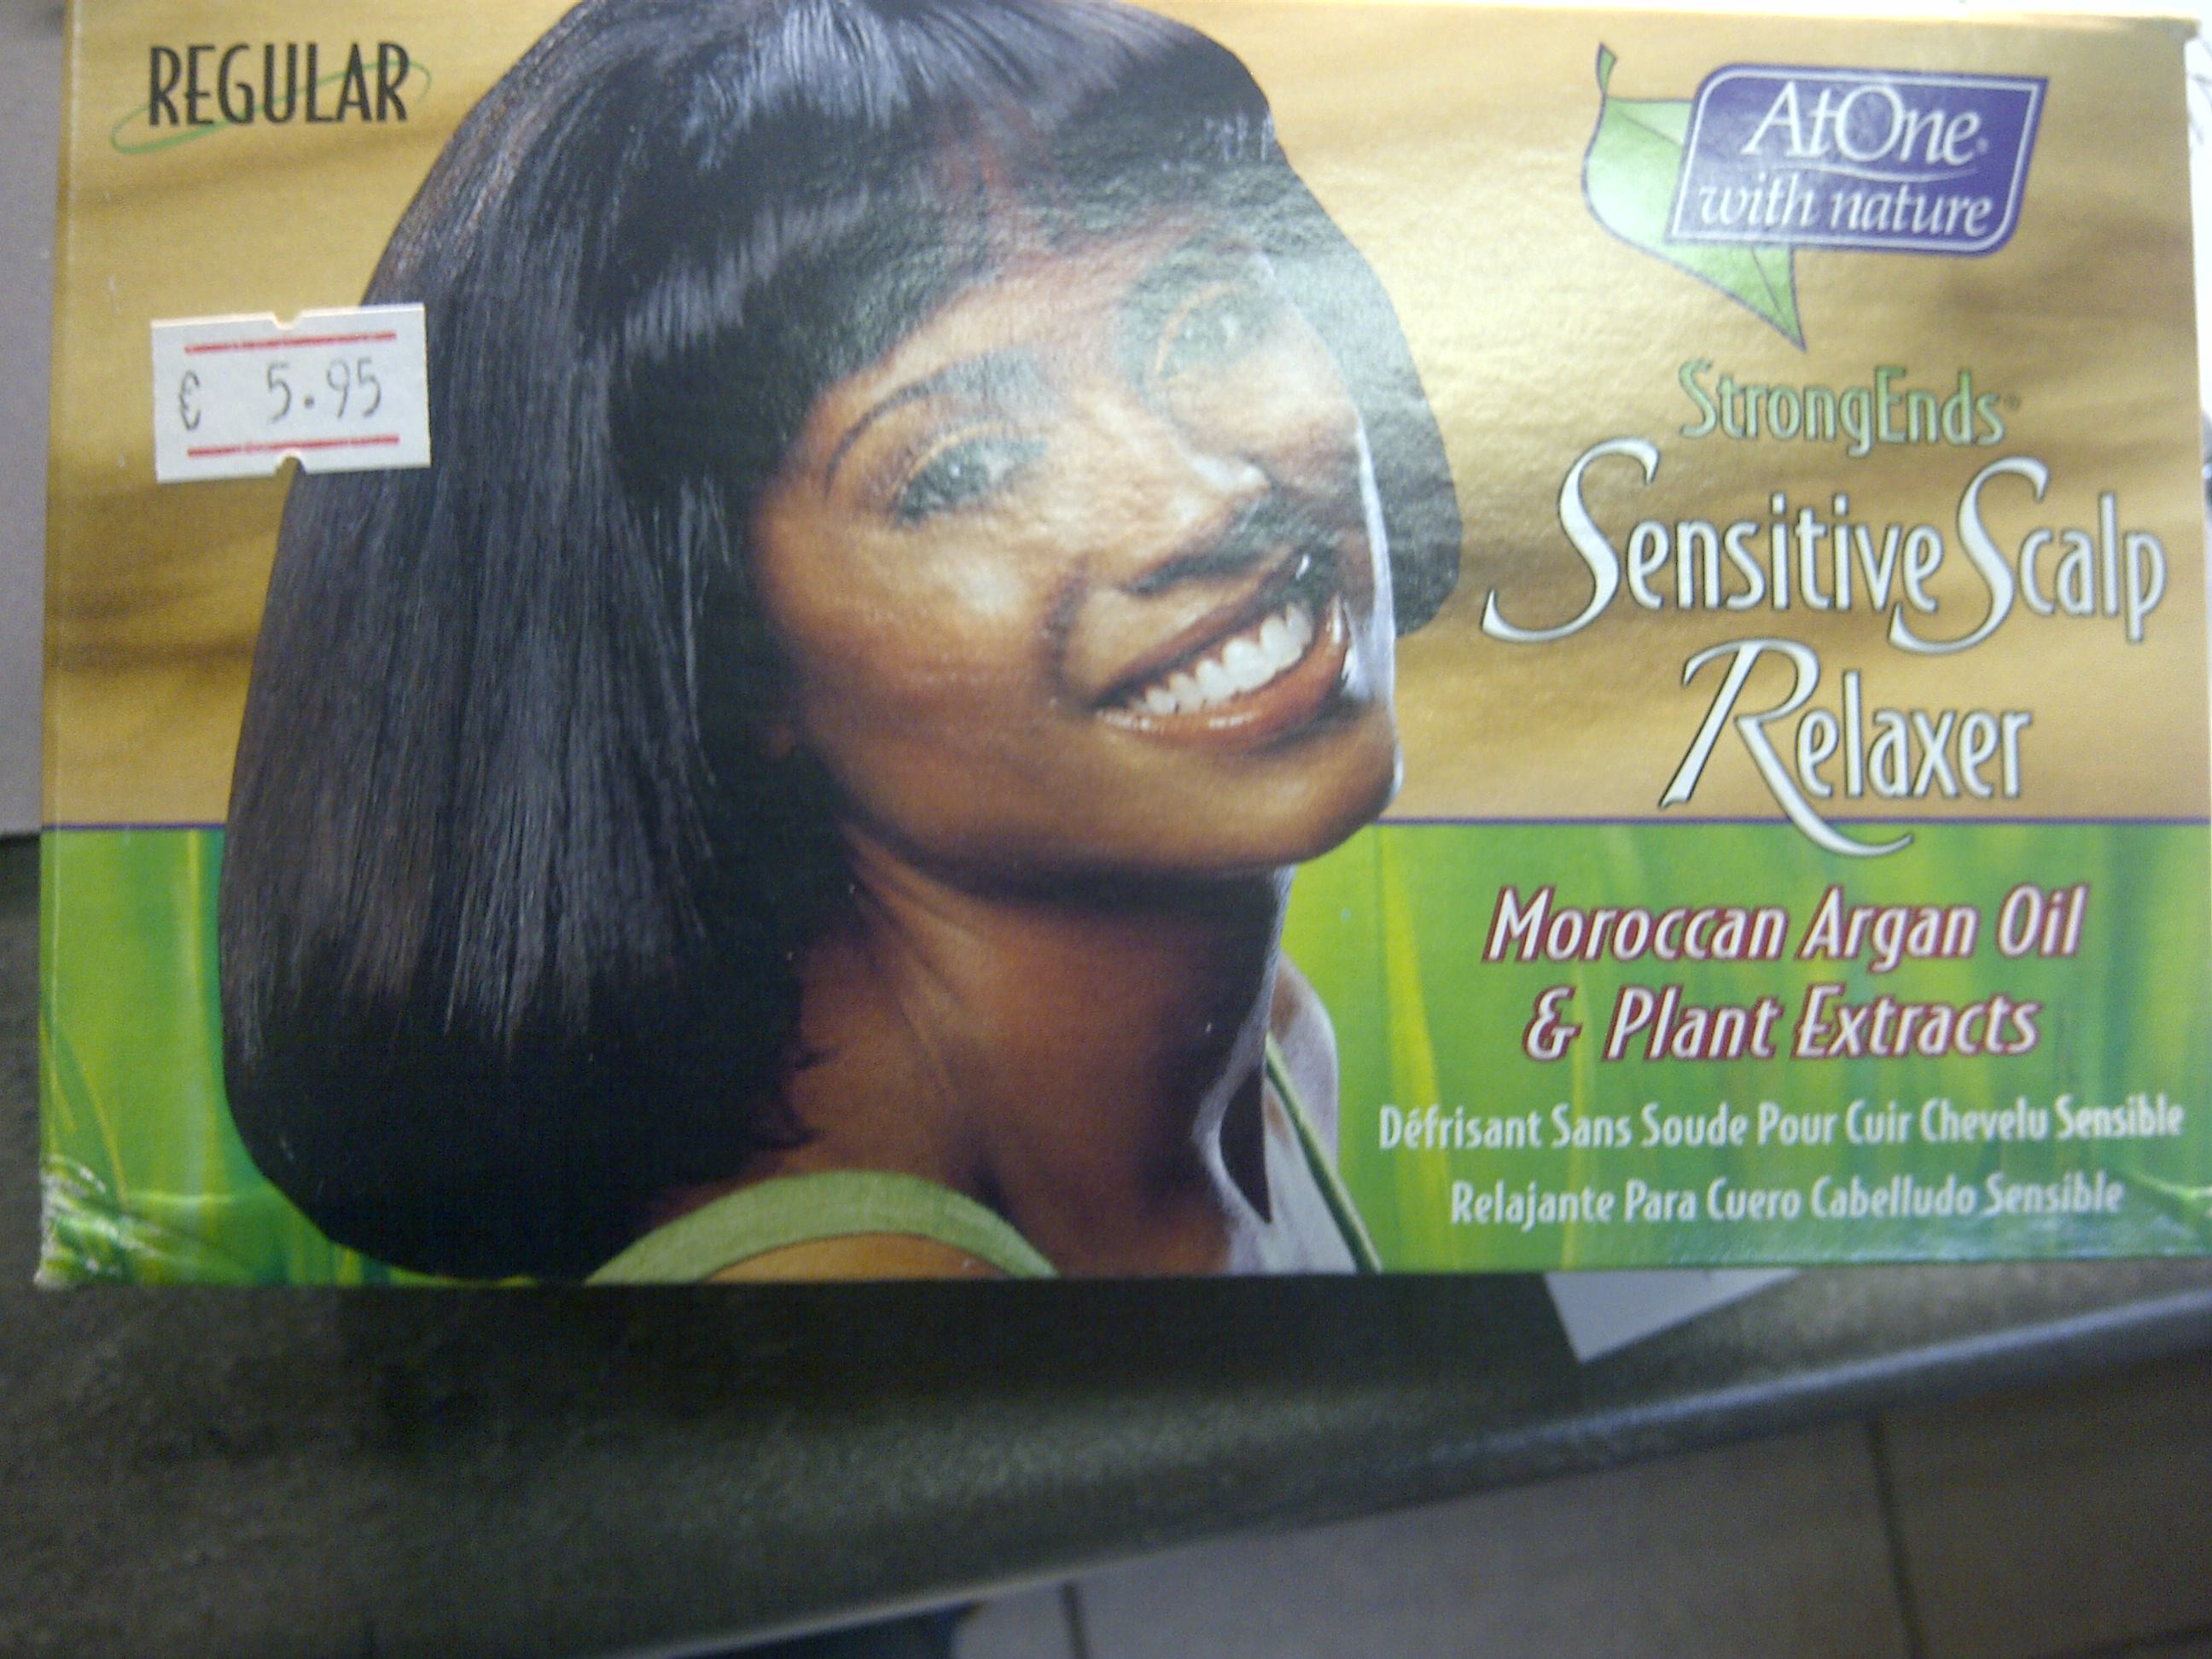 REGULAR
AtOne
with nature
€ 5.95
StrongEnds
Sensitive Scalp
Relaxer
Moroccan Argan Oil
& Plant Extracts
Défrisant Sans Soude Pour Cuir Chevelu Sensible
Relajante Para Cuero Cabelludo Sensible